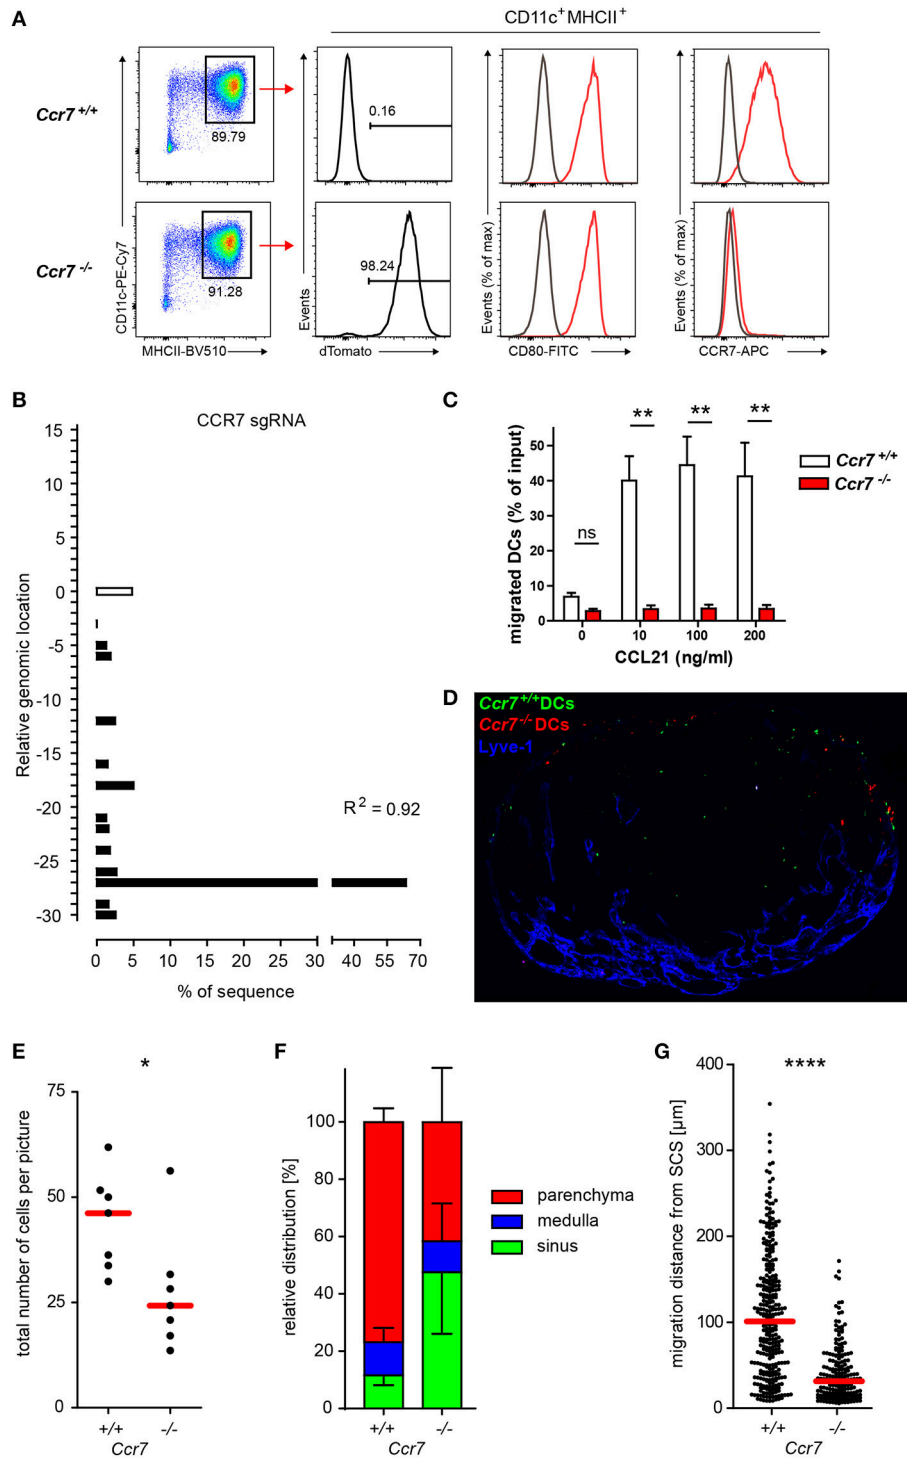 A
CD11c+MHCII+
Ccr7 +/+
89.79
0.16
Ccr7 -/-
91.28
98.24
CD11c-PE-Cy7
Events
Events (% of max)
Events (% of max)
Events (% of max)
Events (% of max)
MHCII-BV510
dTomato
CD80-FITC
CCR7-APC
B
CCR7 sgRNA
Relative genomic location
15
10
5
0
-5
-10
-15
-20
-25
-30
R2 = 0.92
0 5 10 15 20 25 30 40 55 70
% of sequence
C
migrated DCs (% of input)
50
40
30
20
10
0
ns
**
**
**
0 10 100 200
CCL21 (ng/ml)
Ccr7 +/+
Ccr7 -/-
D
Ccr7+/+DCs
Ccr7-/-DCs
Lyve-1
E
*
total number of cells per picture
75
50
25
0
+/+ -/-
Ccr7
F
relative distribution [%]
100
80
60
40
20
0
+/+ -/-
Ccr7
parenchyma
medulla
sinus
G
****
migration distance from SCS [µm]
400
300
200
100
0
+/+ -/-
Ccr7